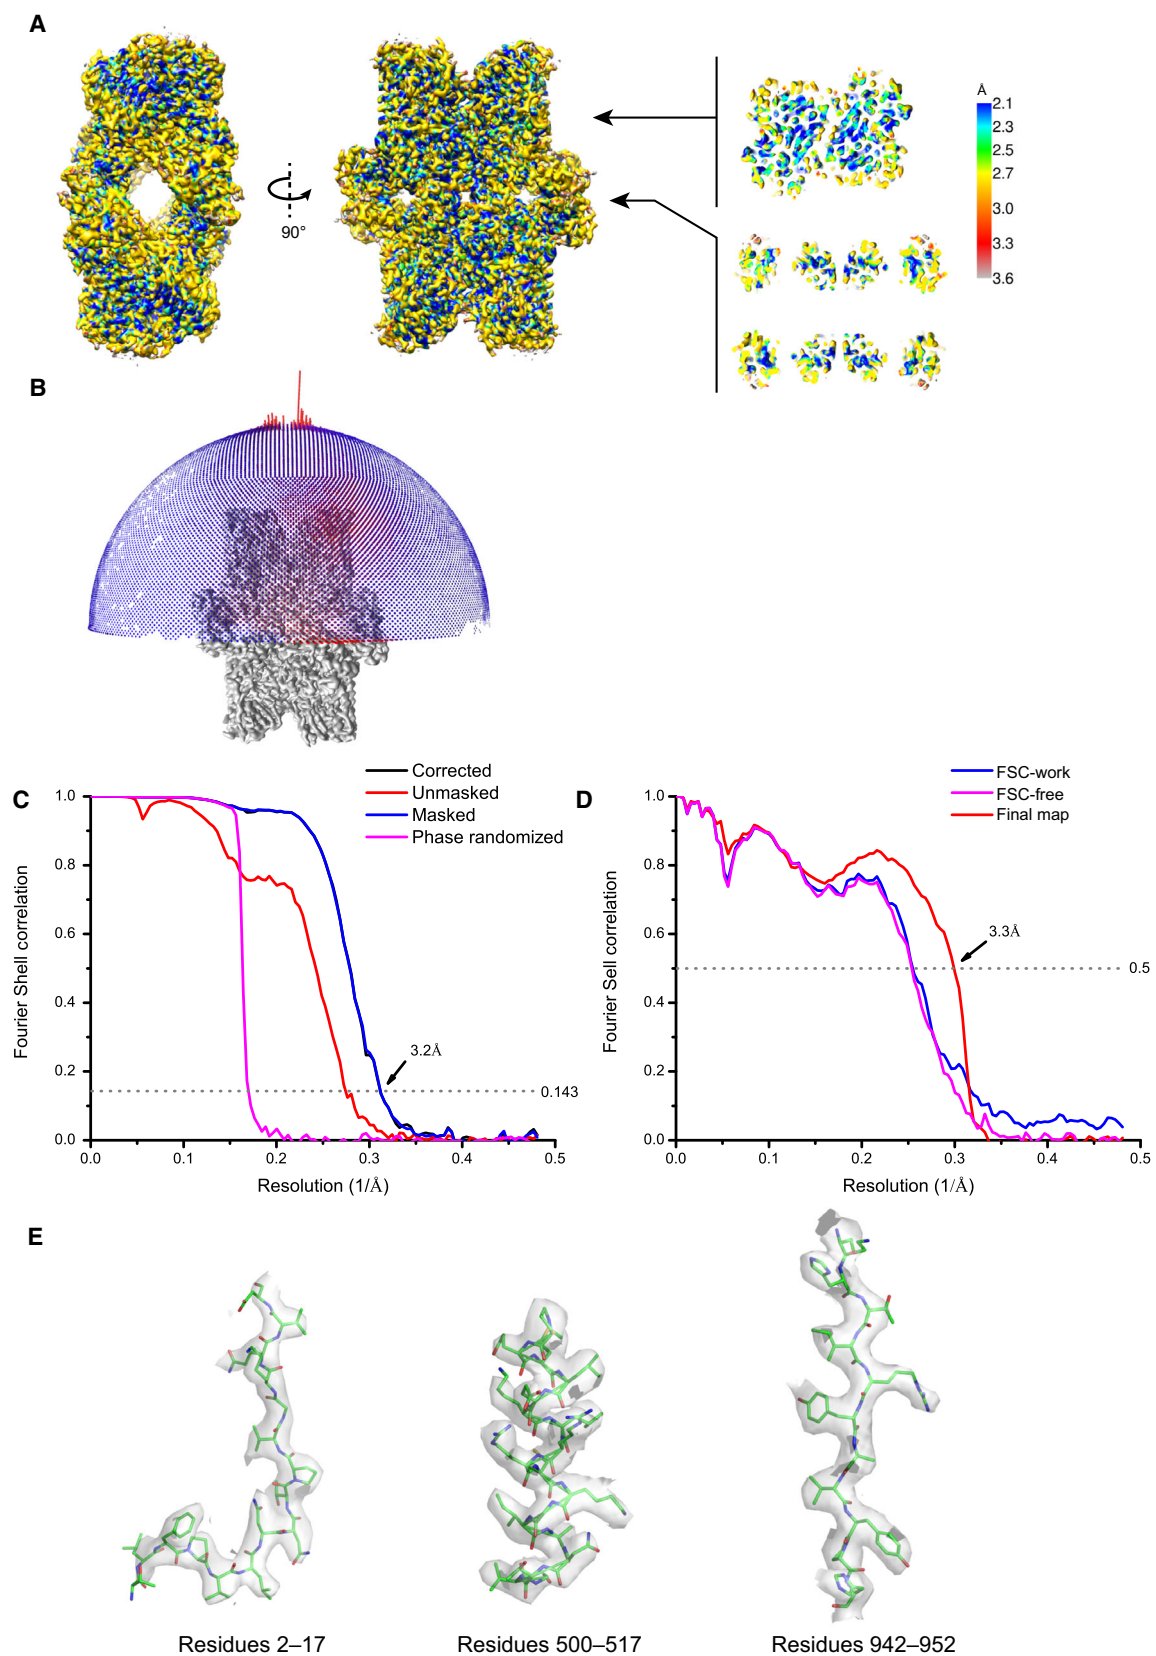 A
90°
Å
2.1
2.3
2.5
2.7
3.0
3.3
3.6
B
C
Corrected
Unmasked
Masked
Phase randomized
1.0
0.8
0.6
0.4
0.2
0.0
Fourier Shell correlation
3.2Å
0.143
0.0
0.1
0.2
0.3
0.4
0.5
Resolution (1/Å)
D
FSC-work
FSC-free
Final map
1.0
0.8
0.6
0.4
0.2
0.0
Fourier Sell correlation
3.3Å
0.5
0.0
0.1
0.2
0.3
0.4
0.5
Resolution (1/Å)
E
Residues 2–17
Residues 500–517
Residues 942–952